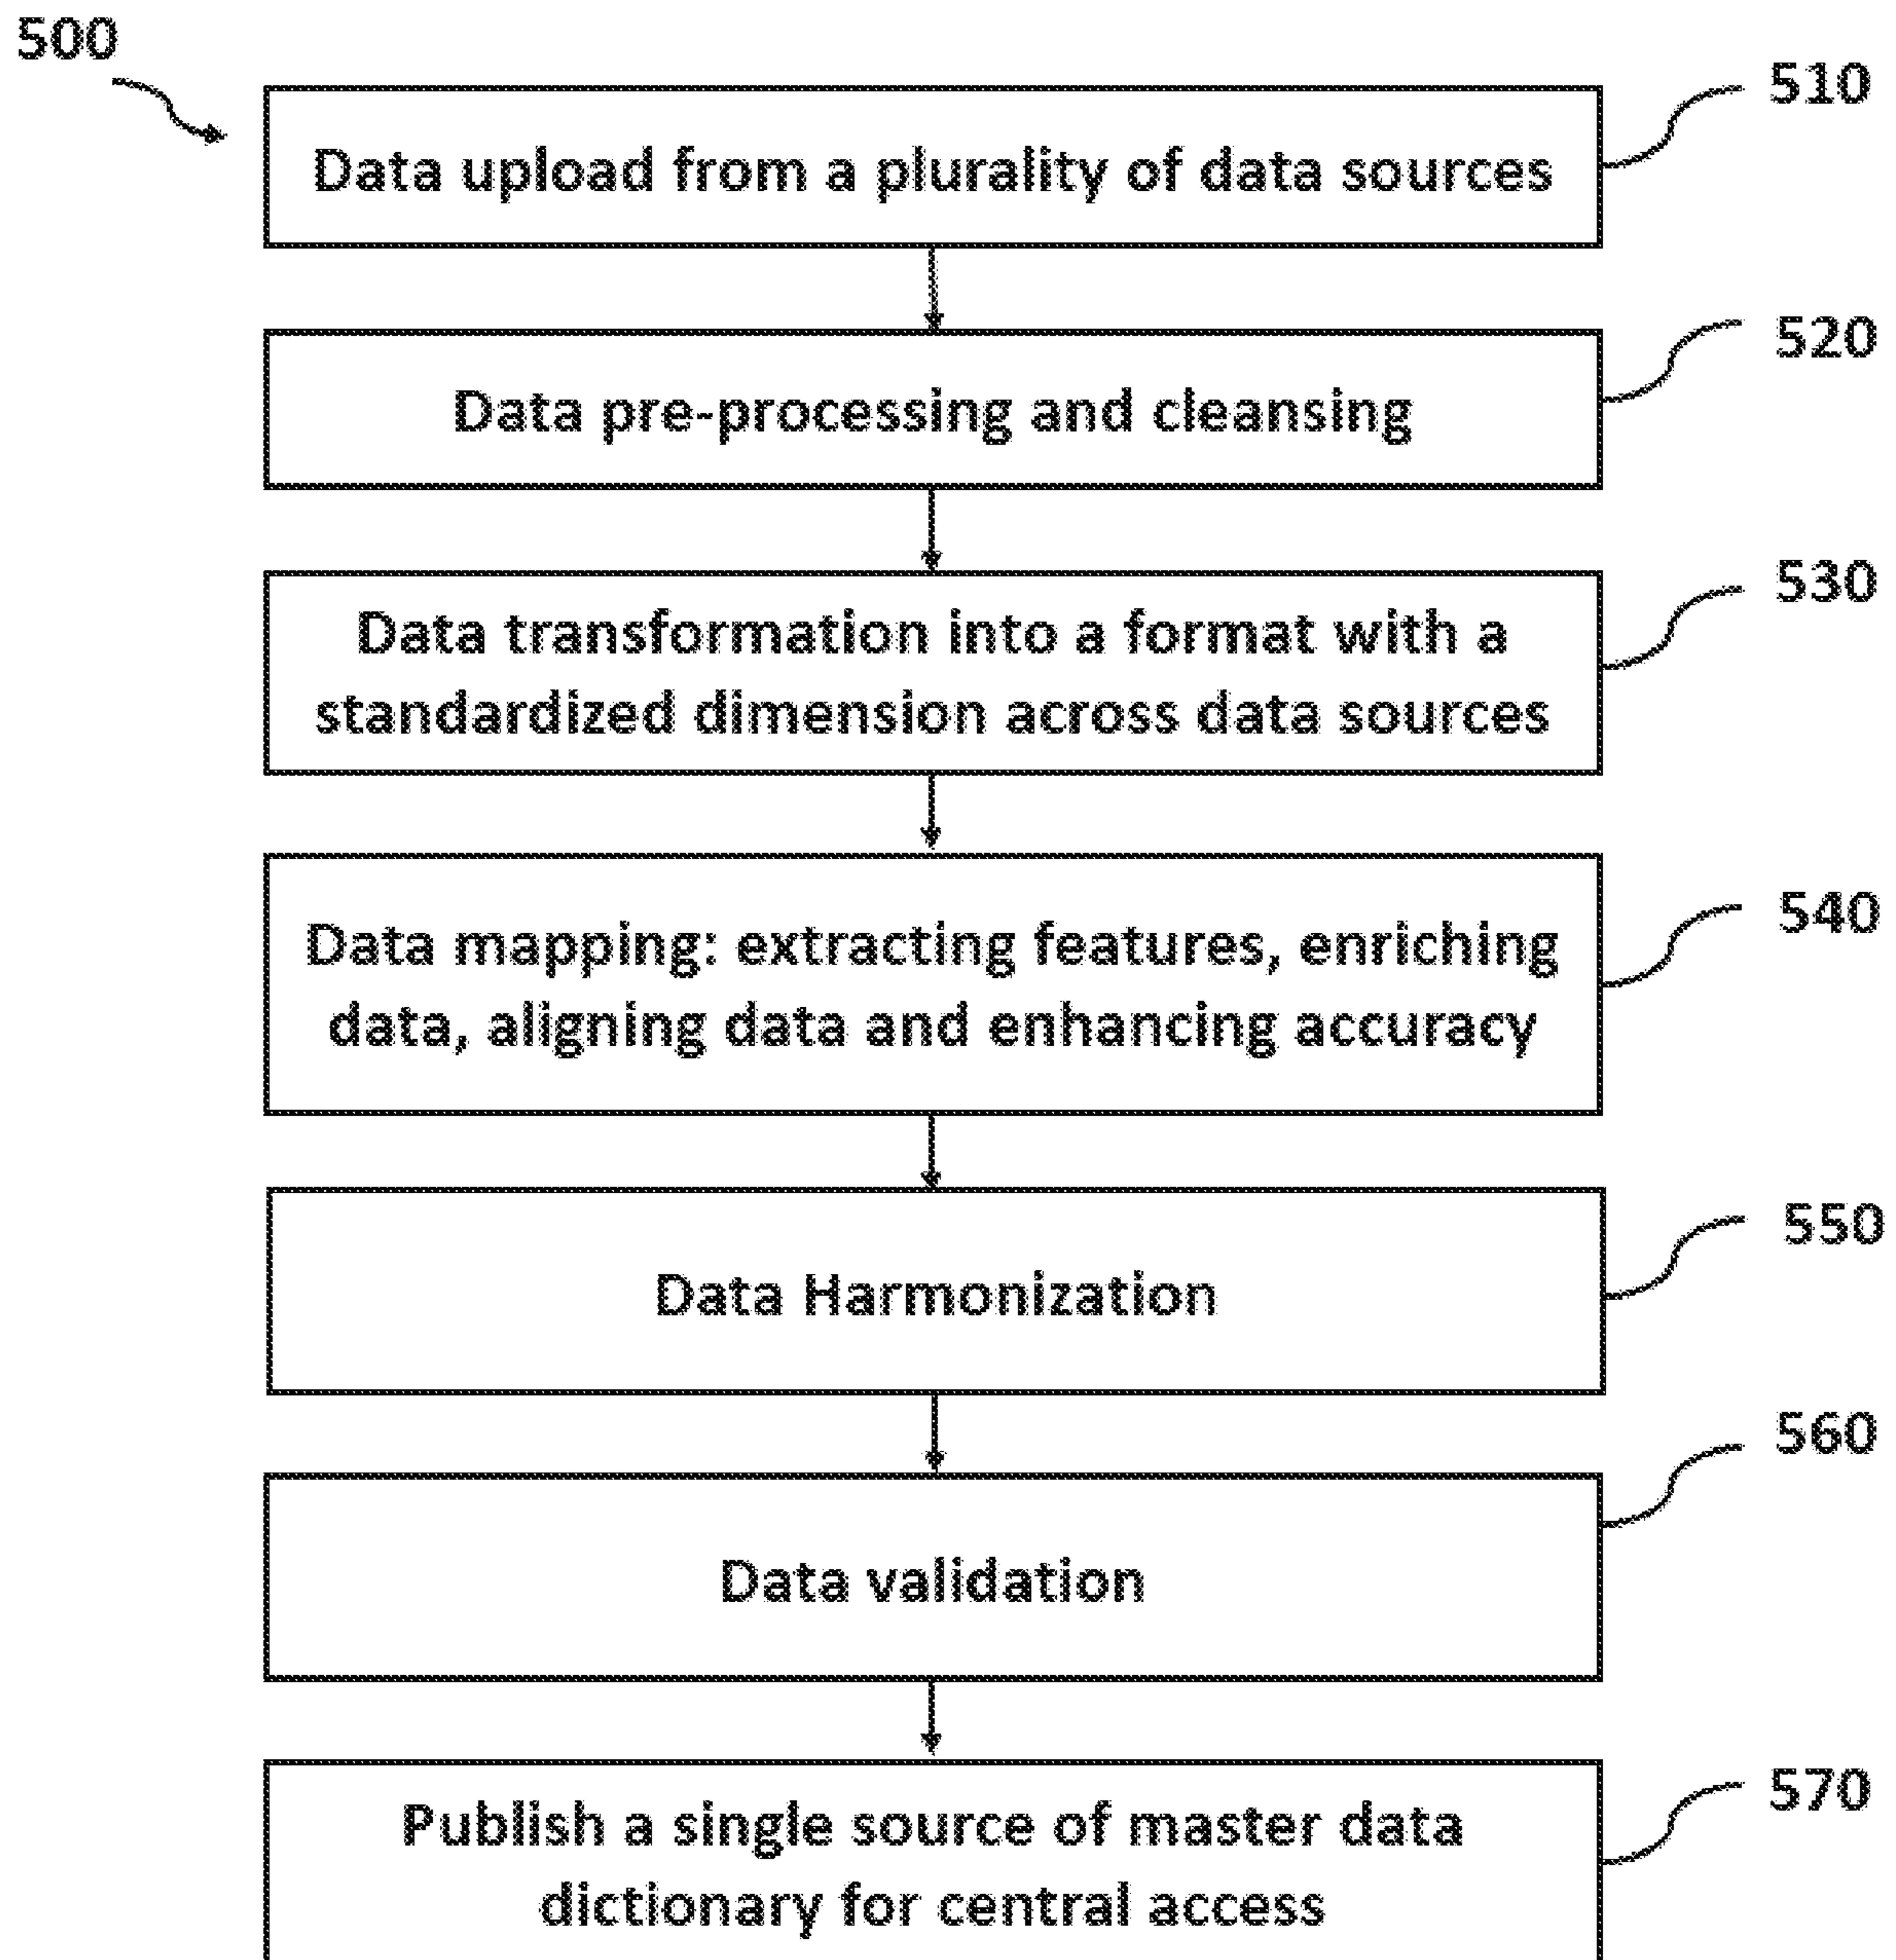 500
510
Data upload from a plurality of data sources
520
Data pre-processing and cleansing
530
Data transformation into a format with a
standardized dimension across data sources
540
Data mapping: extracting features, enriching
data, aligning data and enhancing accuracy
550
Data Harmonization
560
Data validation
570
Publish a single source of master data
dictionary for central access